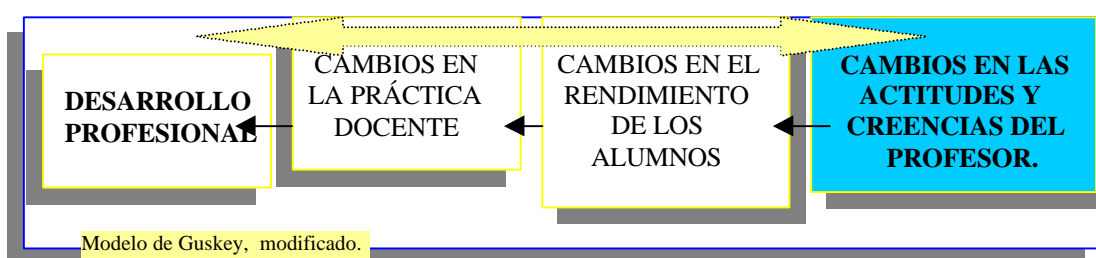 DESARROLLO
PROFESIONAL
CAMBIOS EN
LA PRÁCTICA
DOCENTE
CAMBIOS EN EL
RENDIMIENTO
DE LOS
ALUMNOS
CAMBIOS EN LAS
ACTITUDES Y
CREENCIAS DEL
PROFESOR.
Modelo de Guskey, modificado.